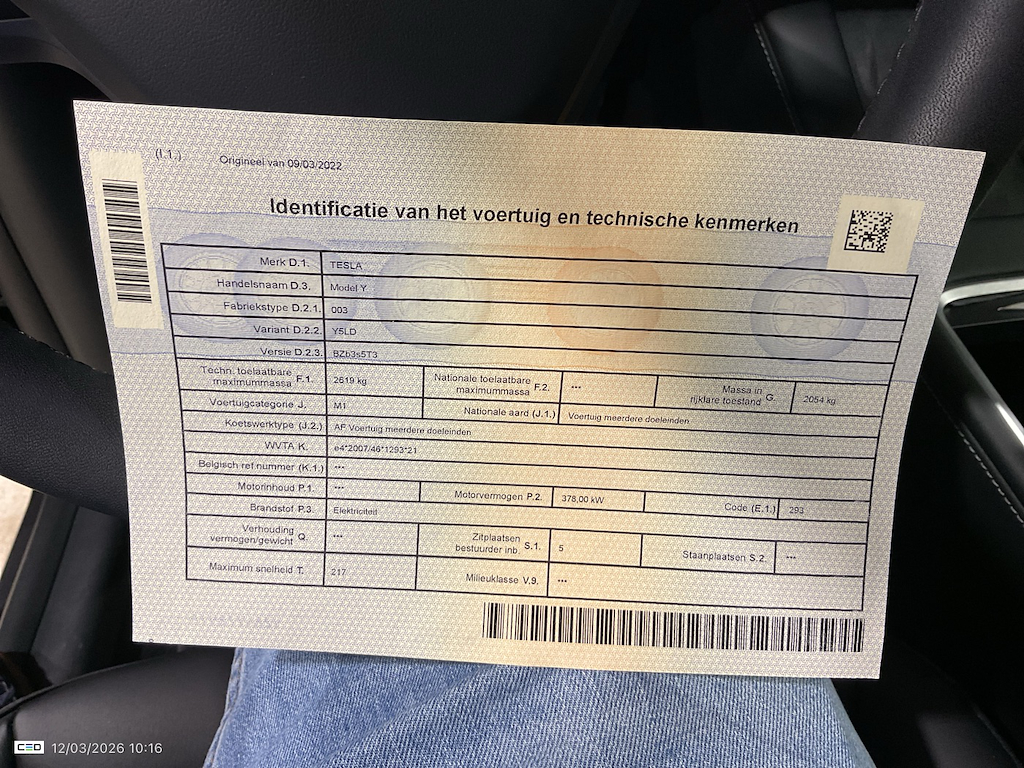 (I.1.)
Origineel van 09/03/2022
Identificatie van het voertuig en technische kenmerken
Merk D.1. TESLA
Handelsnaam D.3. Model Y
Fabriekstype D.2.1. 003
Variant D.2.2. Y5LD
Versie D.2.3. BZb3s5T3
Techn. toelaatbare maximummassa F.1. 2619 kg Nationale toelaatbare maximummassa F.2. *** Massa in rijklare toestand G. 2054 kg
Voertuigcategorie J. M1 Nationale aard (J.1.) Voertuig meerdere doeleinden
Koetswerktype (J.2.) AF Voertuig meerdere doeleinden
WVTA K. e4*2007/46*1293*21
Belgisch ref.nummer (K.1.) ***
Motorinhoud P.1. *** Motorvermogen P.2. 378,00 kW Code (E.1.) 293
Brandstof P.3. Elektriciteit
Verhouding vermogen/gewicht Q. *** Zitplaatsen bestuurder inb. S.1. 5 Staanplaatsen S.2. ***
Maximum snelheid T. 217 Milieuklasse V.9. ***
CEO 12/03/2026 10:16